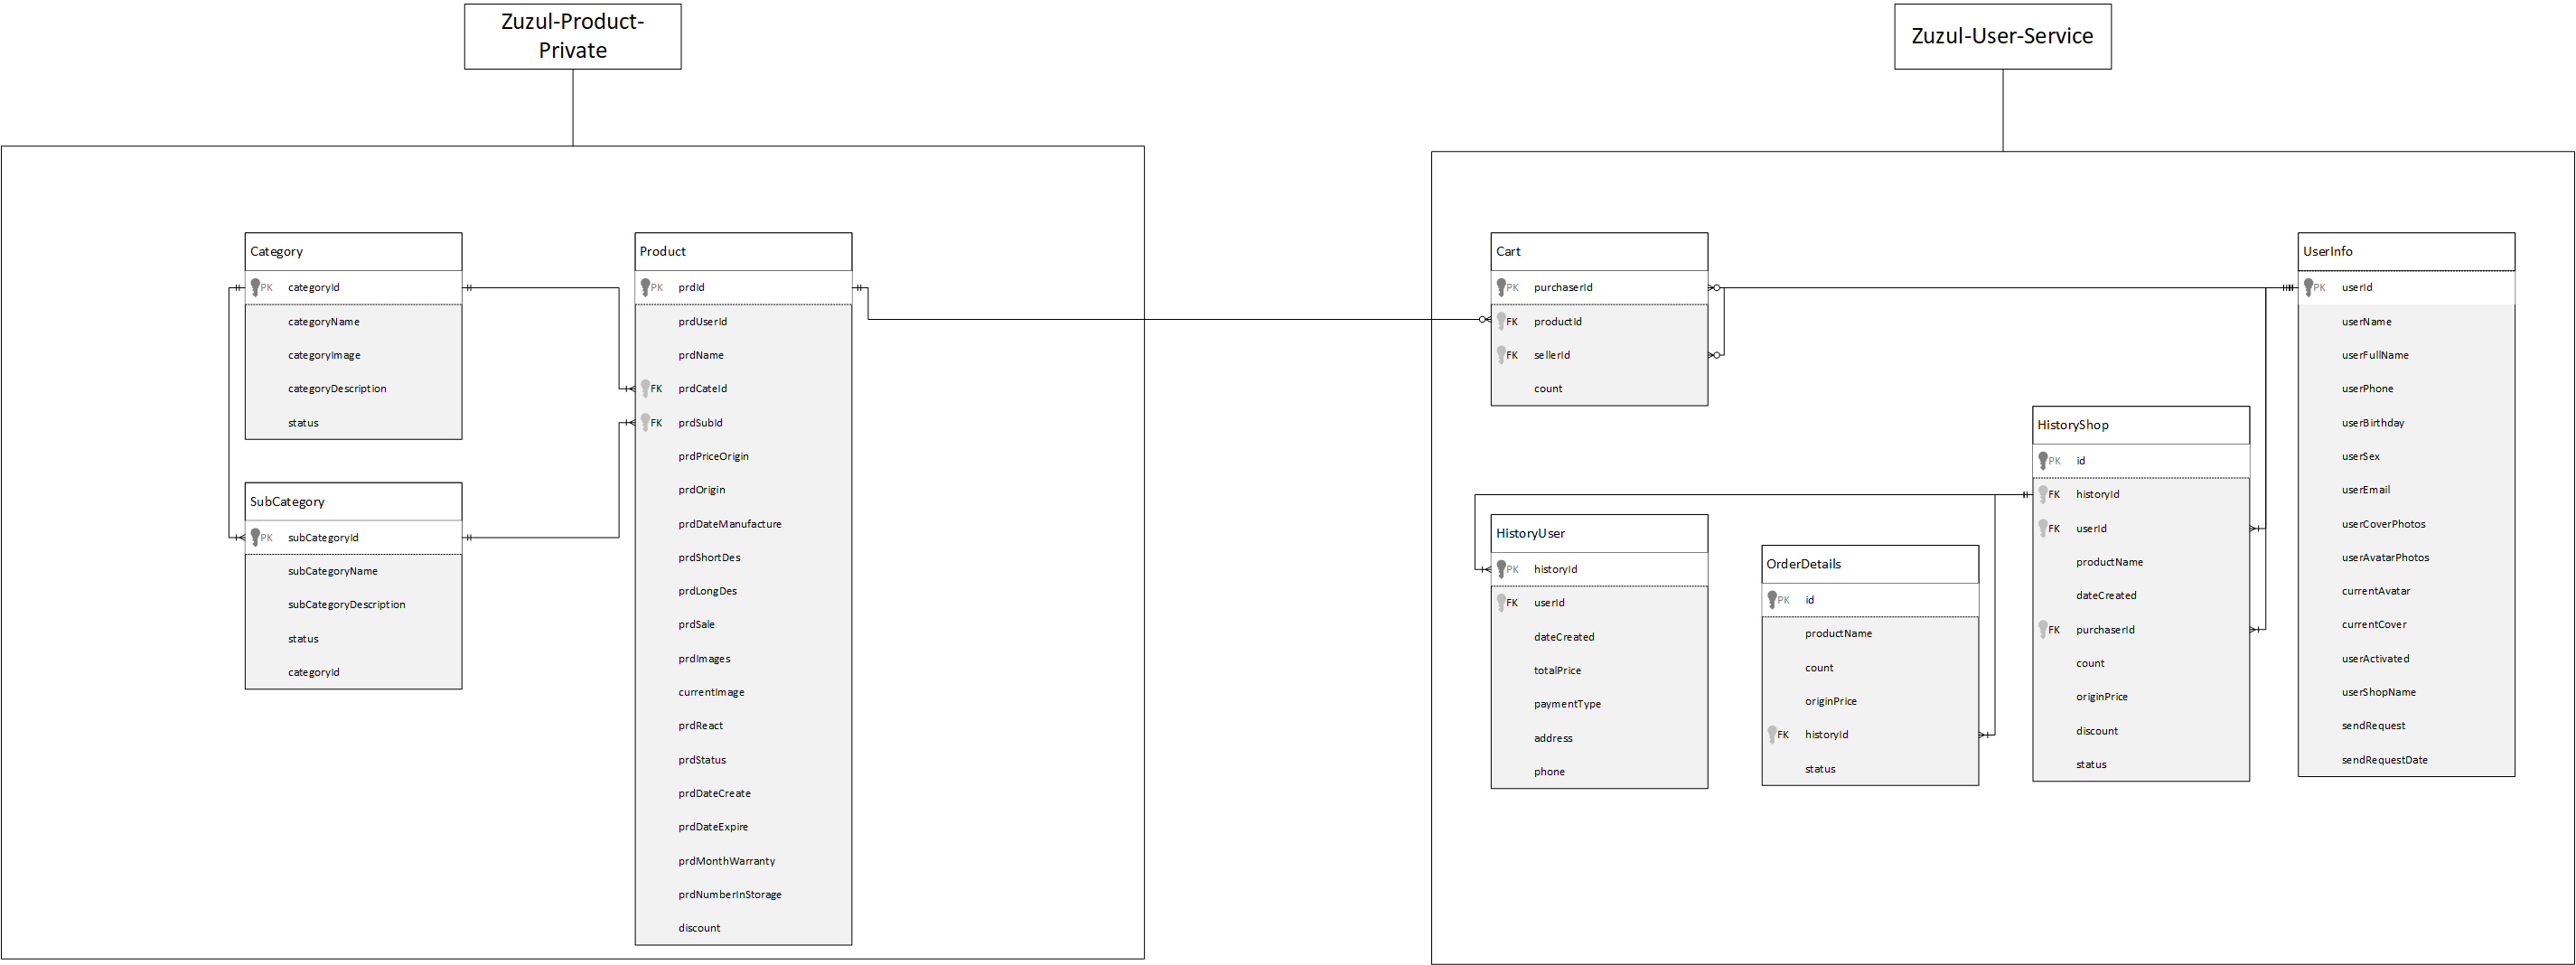 Zuzul-Product-
Private
Zuzul-User-Service
Category
PK categoryId
categoryName
categoryImage
categoryDescription
status
SubCategory
PK subCategoryId
subCategoryName
subCategoryDescription
status
categoryId
Product
PK prdId
prdUserId
prdName
FK prdCateId
FK prdSubId
prdPriceOrigin
prdOrigin
prdDateManufacture
prdShortDes
prdLongDes
prdSale
prdImages
currentImage
prdReact
prdStatus
prdDateCreate
prdDateExpire
prdMonthWarranty
prdNumberInStorage
discount
Cart
PK purchaserId
FK productId
FK sellerId
count
HistoryUser
PK historyId
FK userId
dateCreated
totalPrice
paymentType
address
phone
OrderDetails
PK id
productName
count
originPrice
FK historyId
status
HistoryShop
PK id
FK historyId
FK userId
productName
dateCreated
FK purchaserId
count
originPrice
discount
status
UserInfo
PK userId
userName
userFullName
userPhone
userBirthday
userSex
userEmail
userCoverPhotos
userAvatarPhotos
currentAvatar
currentCover
userActivated
userShopName
sendRequest
sendRequestDate